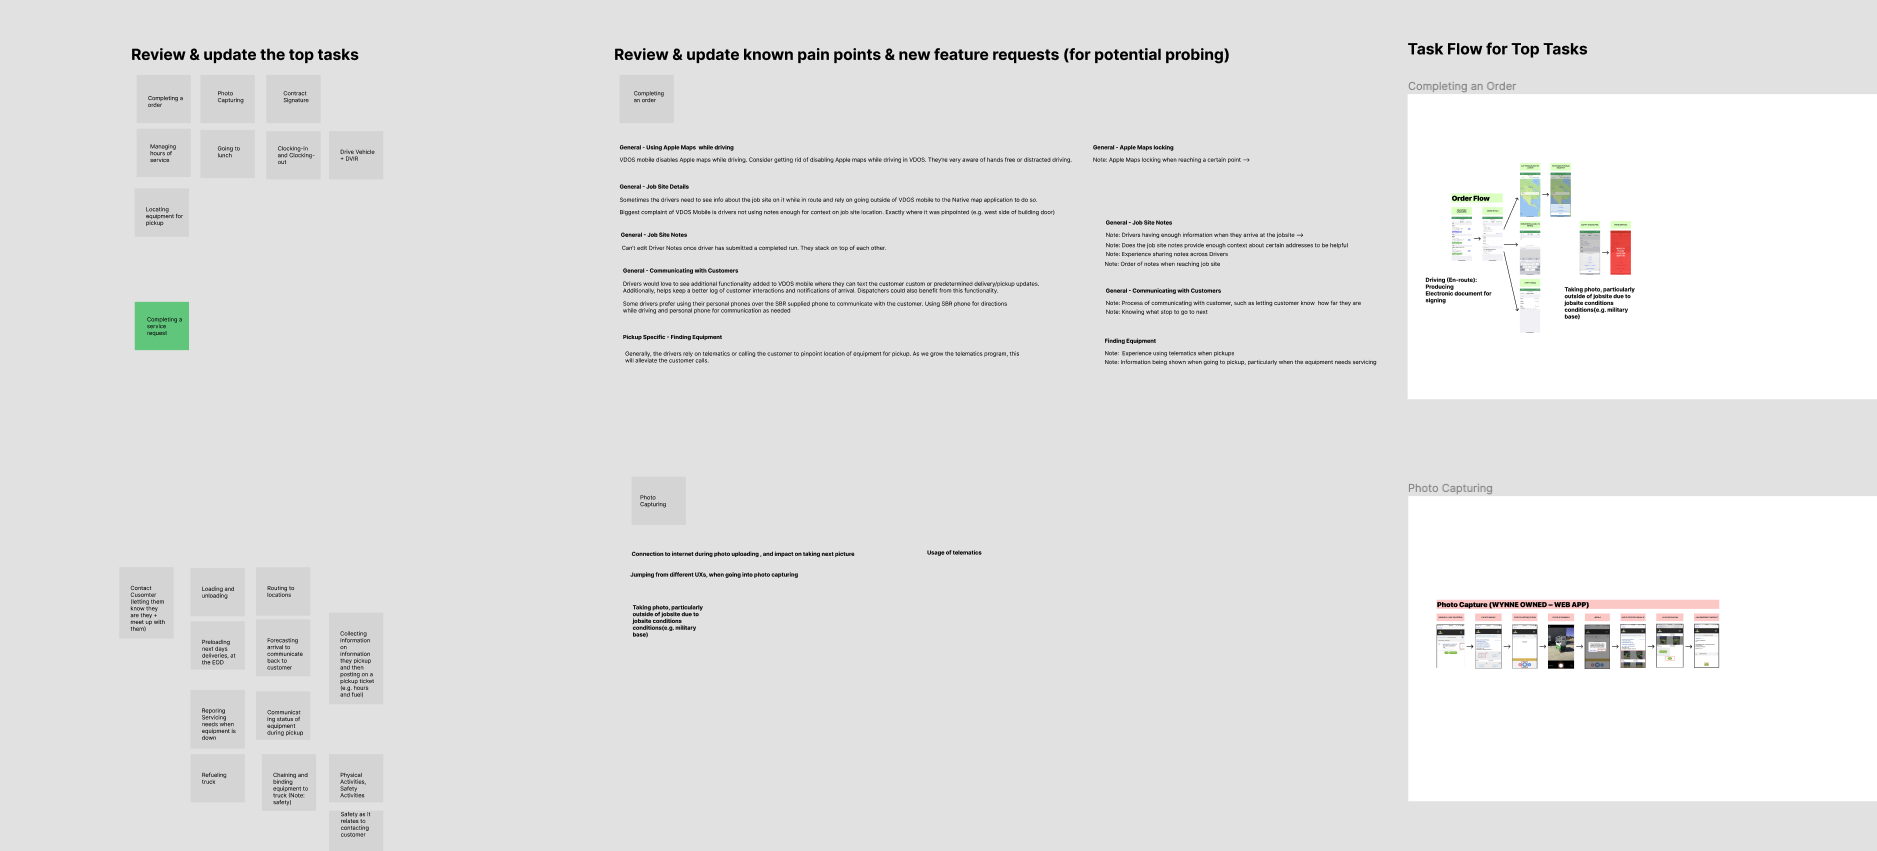 Review & update the top tasks
Completing a
order
Photo
Capturing
Contract
Signature
Managing
hours of
service
Going to
lunch
Clocking-in
and Clocking-
out
Drive Vehicle
+ DVIR
Locating
equipment for
pickup
Completing a
service
request
Contact
Cusomter
(letting them
know they
are they +
meet up with
them)
Loading and
unloading
Routing to
locations
Preloading
next days
deliveries, at
the EDD
Forecasting
arrival to
communicate
back to
customer
Collecting
information
on
information
they pickup
and then
posting on a
pickup ticket
(e.g. hours
and fuel)
Reporing
Servicing
needs when
equipment is
down
Communicat
ing status of
equipment
during pickup
Refueling
truck
Chaining and
binding
equipment to
truck (Note:
safety)
Physical
Activities,
Safety
Activities
Safety as it
relates to
contacting
customer
Review & update known pain points & new feature requests (for potential probing)
Completing
an order
General - Using Apple Maps while driving
VDOS mobile disables Apple maps while driving. Consider getting rid of disabling Apple maps while driving in VDOS. They're very aware of hands free or distracted driving.
General - Job Site Details
Sometimes the drivers need to see info about the job site on it while in route and rely on going outside of VDOS mobile to the Native map application to do so.
Biggest complaint of VDOS Mobile is drivers not using notes enough for context on job site location. Exactly where it was pinpointed (e.g. west side of building door)
General - Job Site Notes
Can't edit Driver Notes once driver has submitted a completed run. They stack on top of each other.
General - Communicating with Customers
Drivers would love to see additional functionality added to VDOS mobile where they can text the customer custom or predetermined delivery/pickup updates.
Additionally, helps keep a better log of customer interactions and notifications of arrival. Dispatchers could also benefit from this functionality.
Some drivers prefer using their personal phones over the SBR supplied phone to communicate with the customer. Using SBR phone for directions
while driving and personal phone for communication as needed
Pickup Specific - Finding Equipment
Generally, the drivers rely on telematics or calling the customer to pinpoint location of equipment for pickup. As we grow the telematics program, this
will alleviate the customer calls.
General - Apple Maps locking
Note: Apple Maps locking when reaching a certain point -->
General - Job Site Notes
Note: Drivers having enough information when they arrive at the jobsite -->
Note: Does the job site notes provide enough context about certain addresses to be helpful
Note: Experience sharing notes across Drivers
Note: Order of notes when reaching job site
General - Communicating with Customers
Note: Process of communicating with customer, such as letting customer know how far they are
Note: Knowing what stop to go to next
Finding Equipment
Note: Experience using telematics when pickups
Note: Information being shown when going to pickup, particularly when the equipment needs servicing
Photo
Capturing
Connection to internet during photo uploading , and impact on taking next picture
Usage of telematics
Jumping from different UXs, when going into photo capturing
Taking photo, particularly
outside of jobsite due to
jobsite conditions
conditions(e.g. military
base)
Task Flow for Top Tasks
Completing an Order
Order Flow
Driving (En-route):
Producing
Electronic document for
signing
Taking photo, particularly
outside of jobsite due to
jobsite conditions
conditions(e.g. military
base)
Photo Capturing
Photo Capture (WYNNE OWNED – WEB APP)